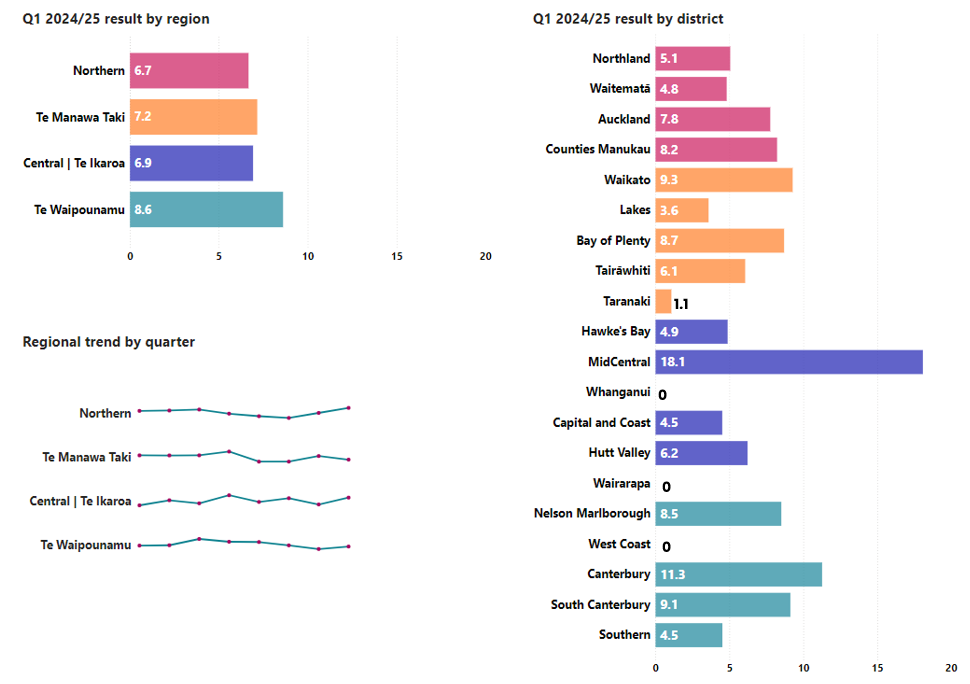 Q1 2024/25 result by region
Northern 6.7
Te Manawa Taki 7.2
Central | Te Ikaroa 6.9
Te Waipounamu 8.6
0 5 10 15 20
Regional trend by quarter
Northern
Te Manawa Taki
Central | Te Ikaroa
Te Waipounamu
Q1 2024/25 result by district
Northland 5.1
Waitematā 4.8
Auckland 7.8
Counties Manukau 8.2
Waikato 9.3
Lakes 3.6
Bay of Plenty 8.7
Tairāwhiti 6.1
Taranaki 1.1
Hawke's Bay 4.9
MidCentral 18.1
Whanganui 0
Capital and Coast 4.5
Hutt Valley 6.2
Wairarapa 0
Nelson Marlborough 8.5
West Coast 0
Canterbury 11.3
South Canterbury 9.1
Southern 4.5
0 5 10 15 20